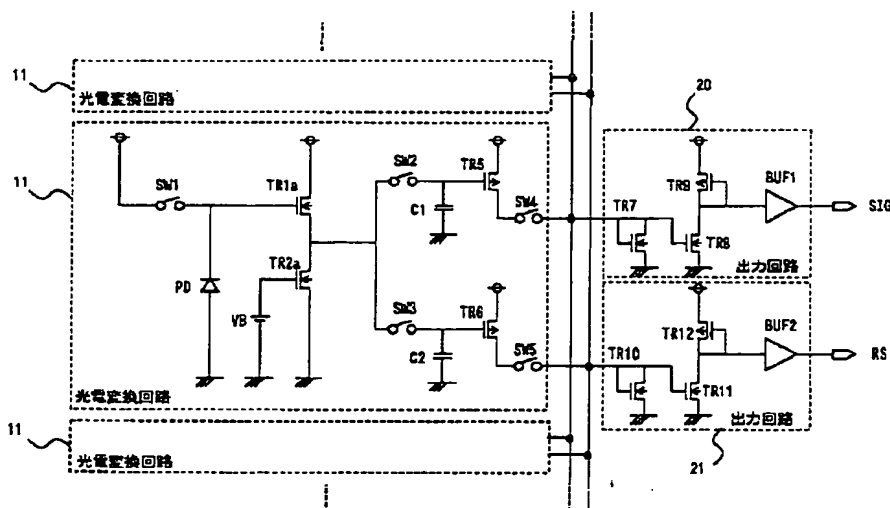 11
光電変換回路
20
11
SW1
TR1a
SW2
TR5
C1
SW4
TR7
TR9
BUF1
SIG
TR8
出力回路
PD
TR2a
VB
SW3
TR6
C2
SW5
TR10
TR12
BUF2
RS
TR11
出力回路
光電変換回路
11
光電変換回路
21